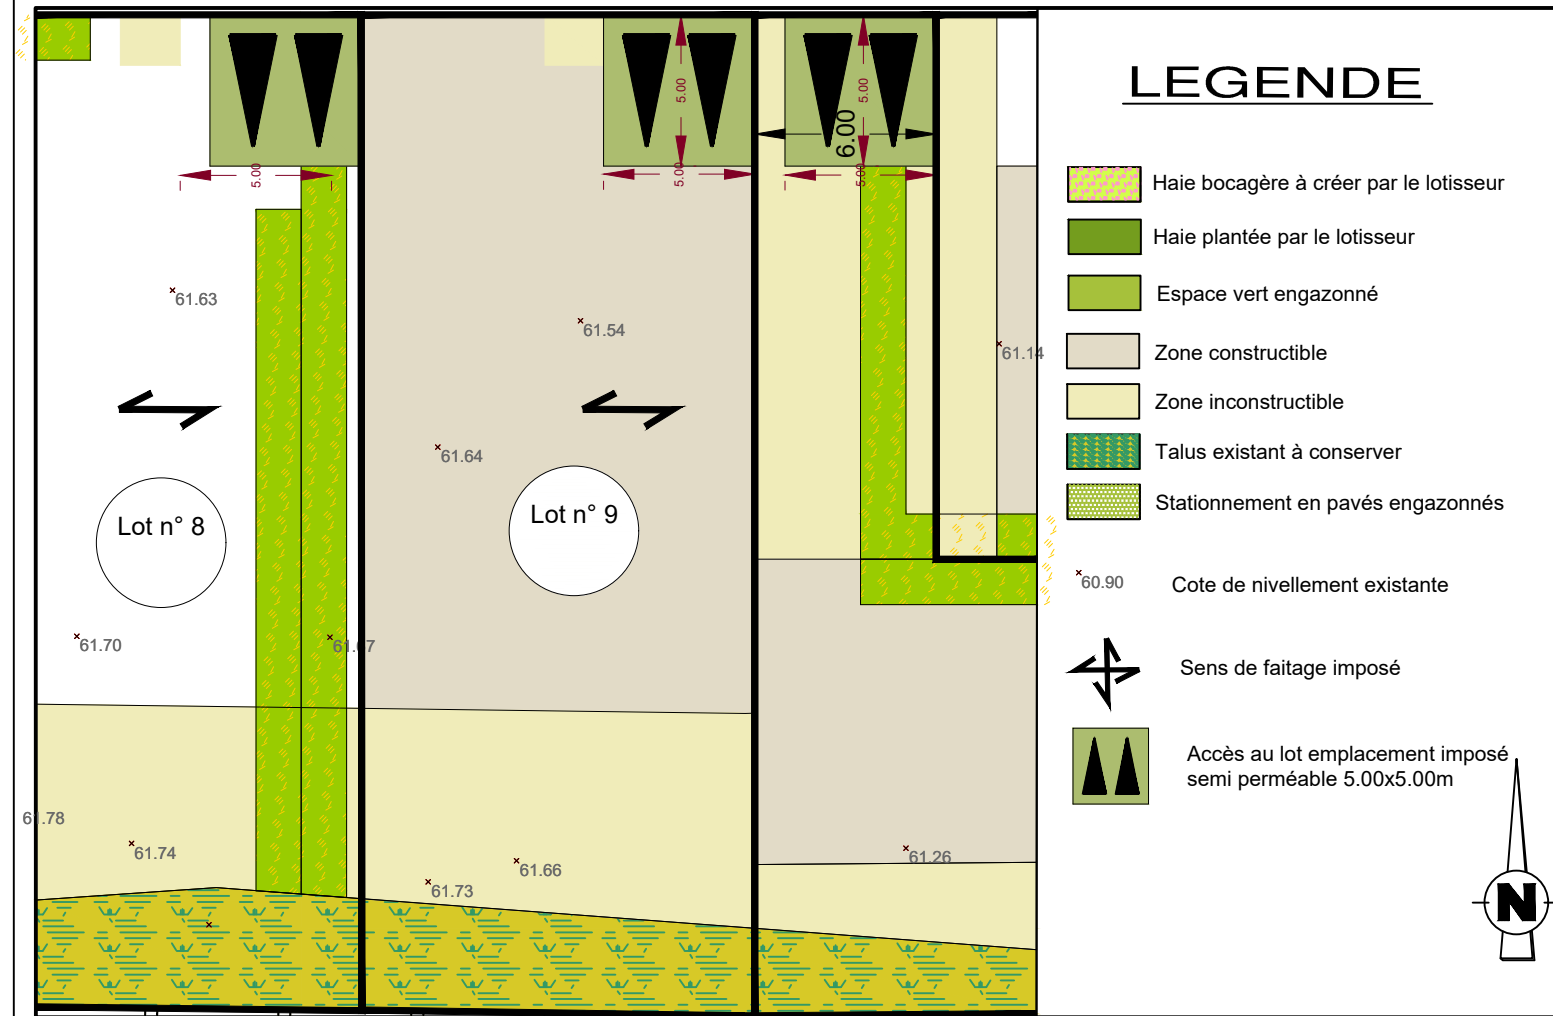 LEGENDE
Haie bocagère à créer par le lotisseur
Haie plantée par le lotisseur
Espace vert engazonné
Zone constructible
Zone inconstructible
Talus existant à conserver
Stationnement en pavés engazonnés
60.90
Cote de nivellement existante
Sens de faitage imposé
Accès au lot emplacement imposé
semi perméable 5.00x5.00m
N
5.00
5.00
5.00
5.00
5.00
6.00
61.63
61.54
61.14
61.64
Lot n° 8
Lot n° 9
61.70
61.67
61.78
61.74
61.66
61.73
61.26